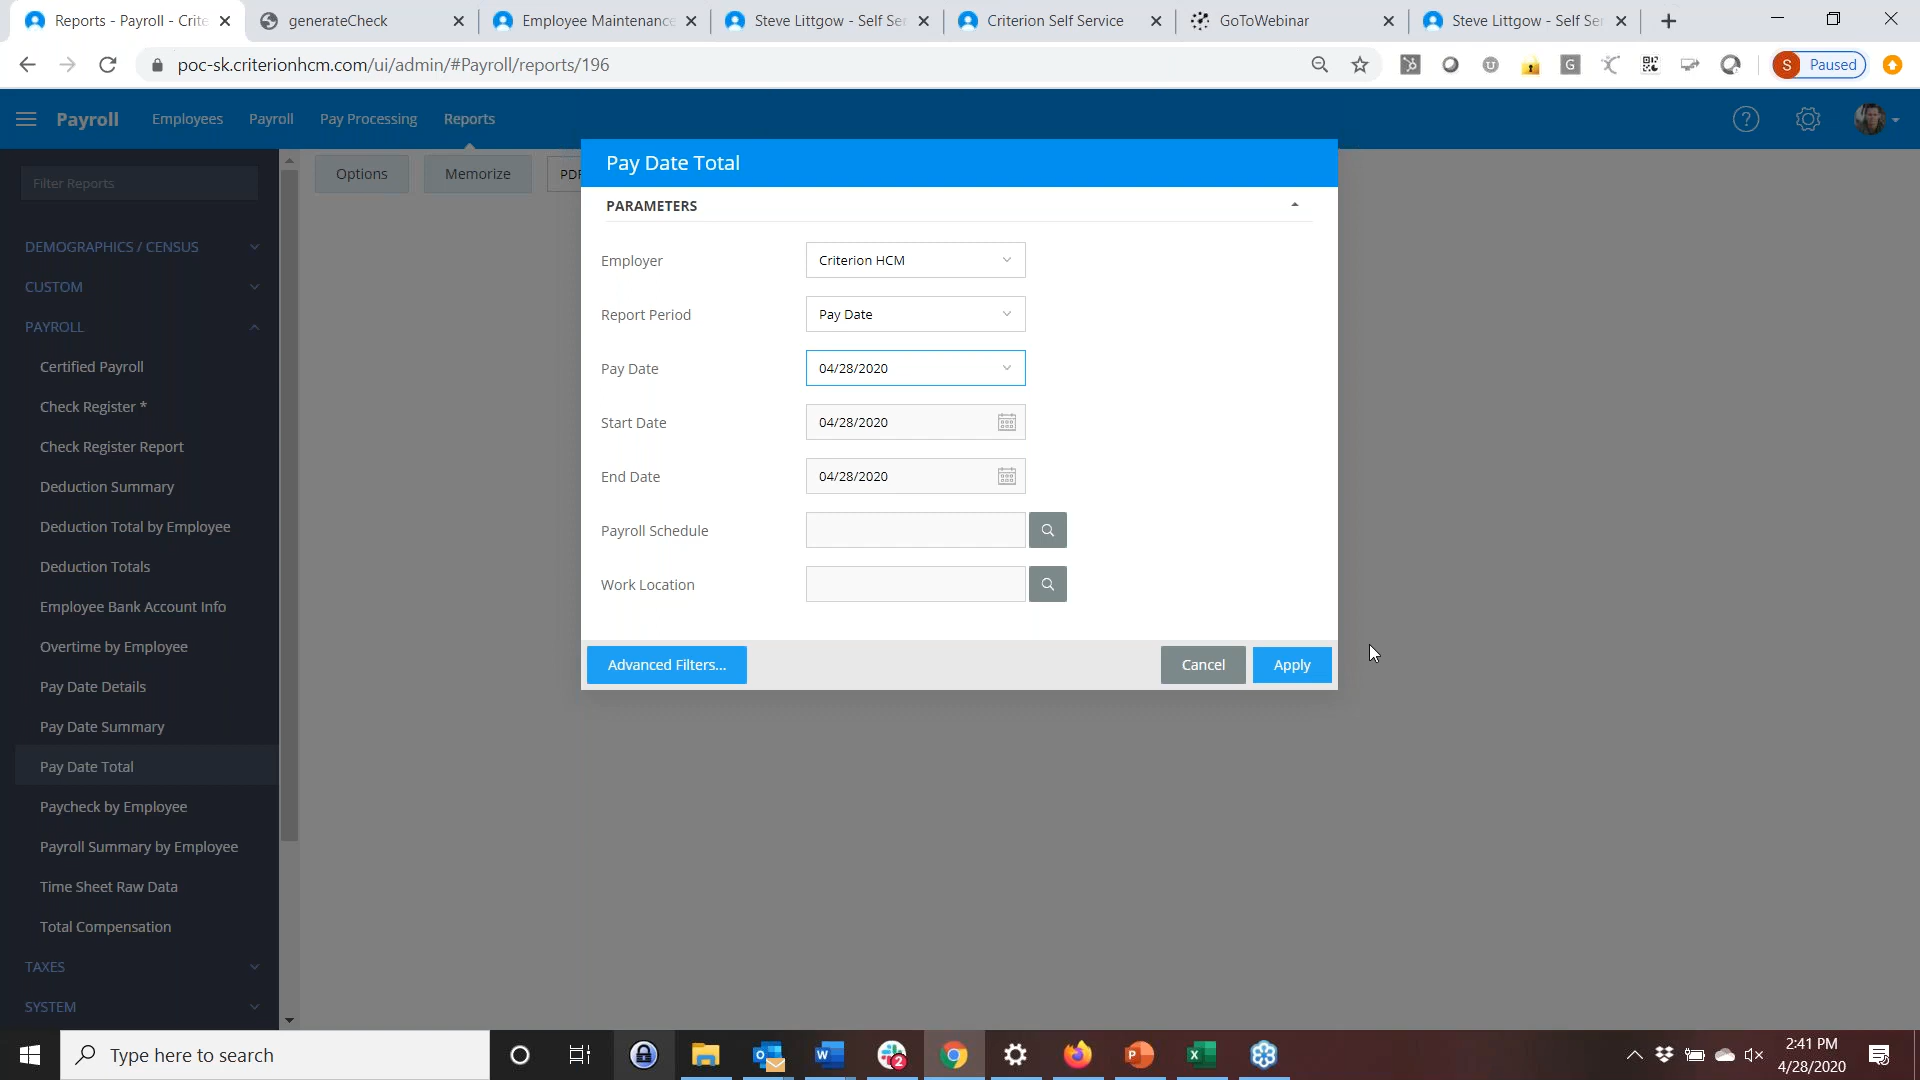 Reports - Payroll - Crite
generateCheck
Employee Maintenance
Steve Littgow - Self Ser
Criterion Self Service
GoToWebinar
Steve Littgow - Self Ser
poc-sk.criterionhcm.com/ui/admin/#Payroll/reports/196
S Paused
Payroll
Employees
Payroll
Pay Processing
Reports
Filter Reports
Options
Memorize
PDF
DEMOGRAPHICS / CENSUS
CUSTOM
PAYROLL
Certified Payroll
Check Register *
Check Register Report
Deduction Summary
Deduction Total by Employee
Deduction Totals
Employee Bank Account Info
Overtime by Employee
Pay Date Details
Pay Date Summary
Pay Date Total
Paycheck by Employee
Payroll Summary by Employee
Time Sheet Raw Data
Total Compensation
TAXES
SYSTEM
Pay Date Total
PARAMETERS
Employer
Criterion HCM
Report Period
Pay Date
Pay Date
04/28/2020
Start Date
04/28/2020
End Date
04/28/2020
Payroll Schedule
Work Location
Advanced Filters...
Cancel
Apply
Type here to search
2:41 PM
4/28/2020